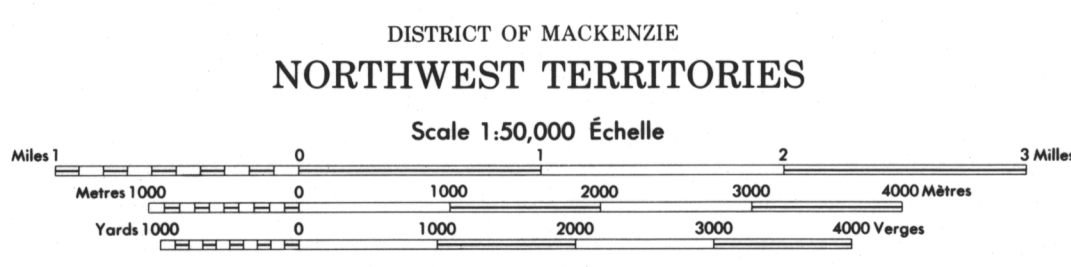 DISTRICT OF MACKENZIE
NORTHWEST TERRITORIES
Scale 1:50,000 Échelle
Miles 1 0 1 2 3 Milles
Metres 1000 0 1000 2000 3000 4000 Mètres
Yards 1000 0 1000 2000 3000 4000 Verges